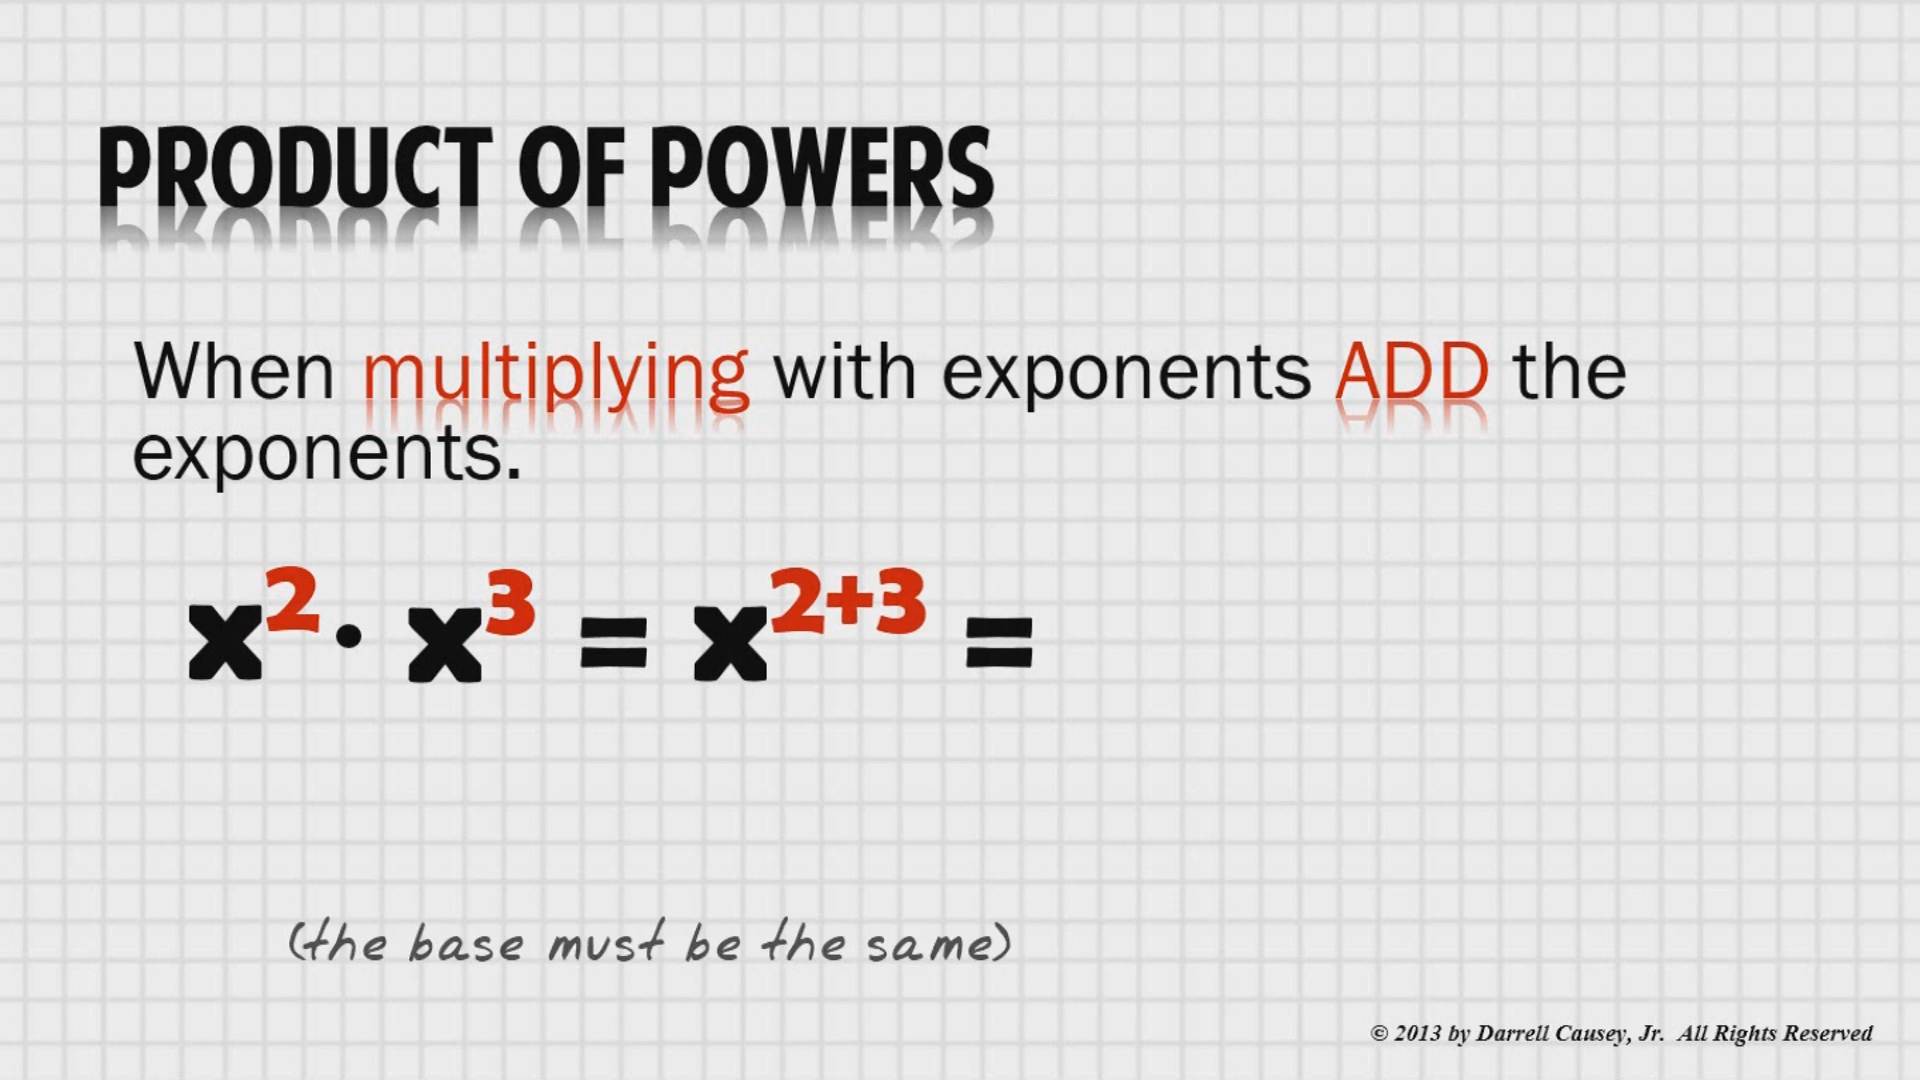 PRODUCT OF POWERS
When multiplying with exponents ADD the
exponents.
x² · x³ = x²⁺³ =
(the base must be the same)
© 2013 by Darrell Causey, Jr. All Rights Reserved